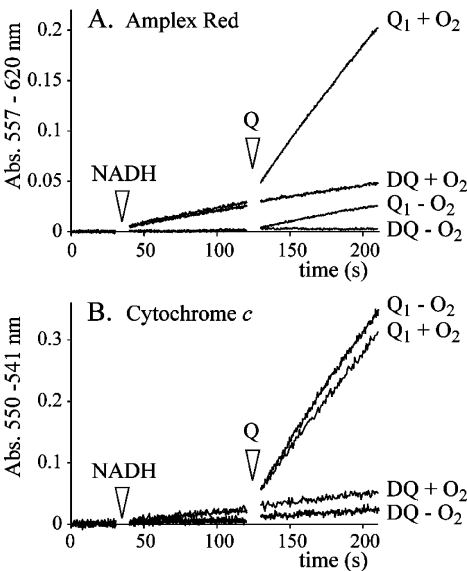 A. Amplex Red
Abs. 557 - 620 nm
0.2
0.15
0.1
0.05
0
NADH
Q
Q1 + O2
DQ + O2
Q1 - O2
DQ - O2
50 100 150 200
time (s)
B. Cytochrome c
Abs. 550 -541 nm
0.3
0.2
0.1
0
NADH
Q
Q1 - O2
Q1 + O2
DQ + O2
DQ - O2
0 50 100 150 200
time (s)